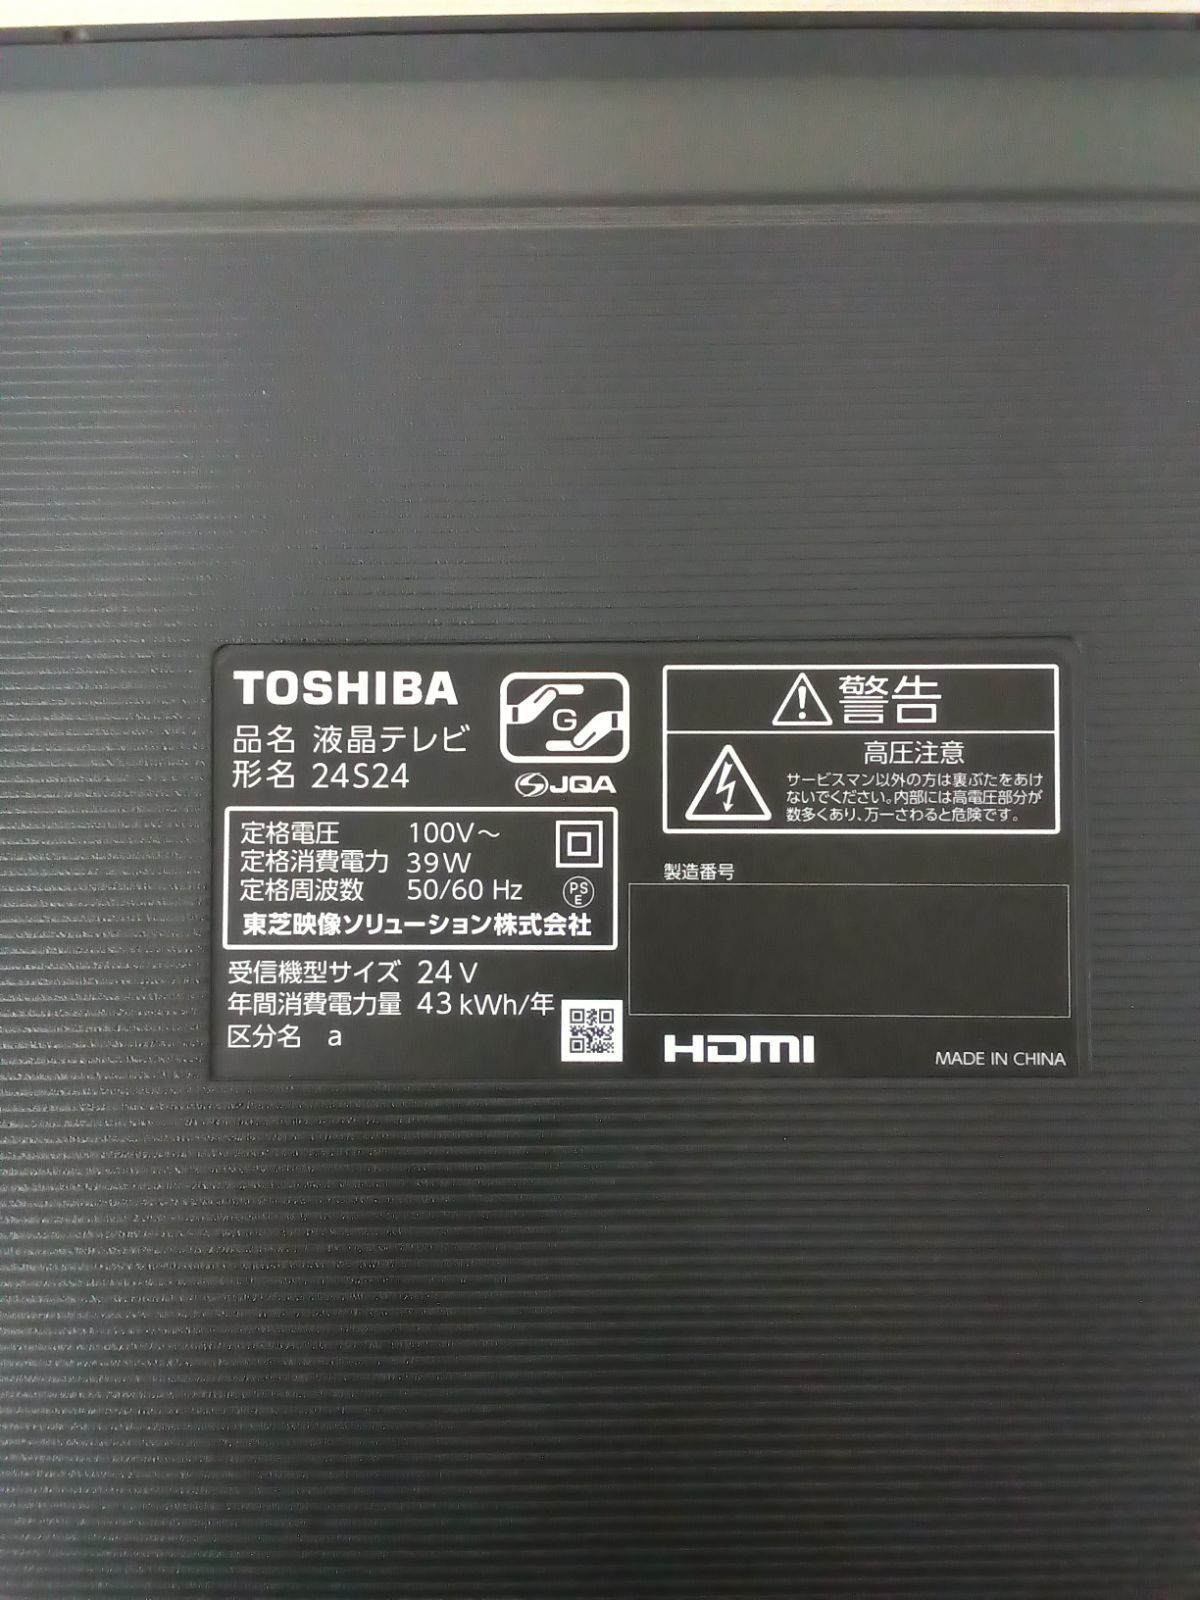 TOSHIBA
品名 液晶テレビ
形名 24S24
G
JQA
定格電圧 100V～
定格消費電力 39W
定格周波数 50/60 Hz
PS
E
東芝映像ソリューション株式会社
受信機型サイズ 24 V
年間消費電力量 43 kWh/年
区分名 a
警告
高圧注意
サービスマン以外の方は裏ぶたをあけ
ないでください。内部には高電圧部分が
数多くあり、万一さわると危険です。
製造番号
HDMI
MADE IN CHINA